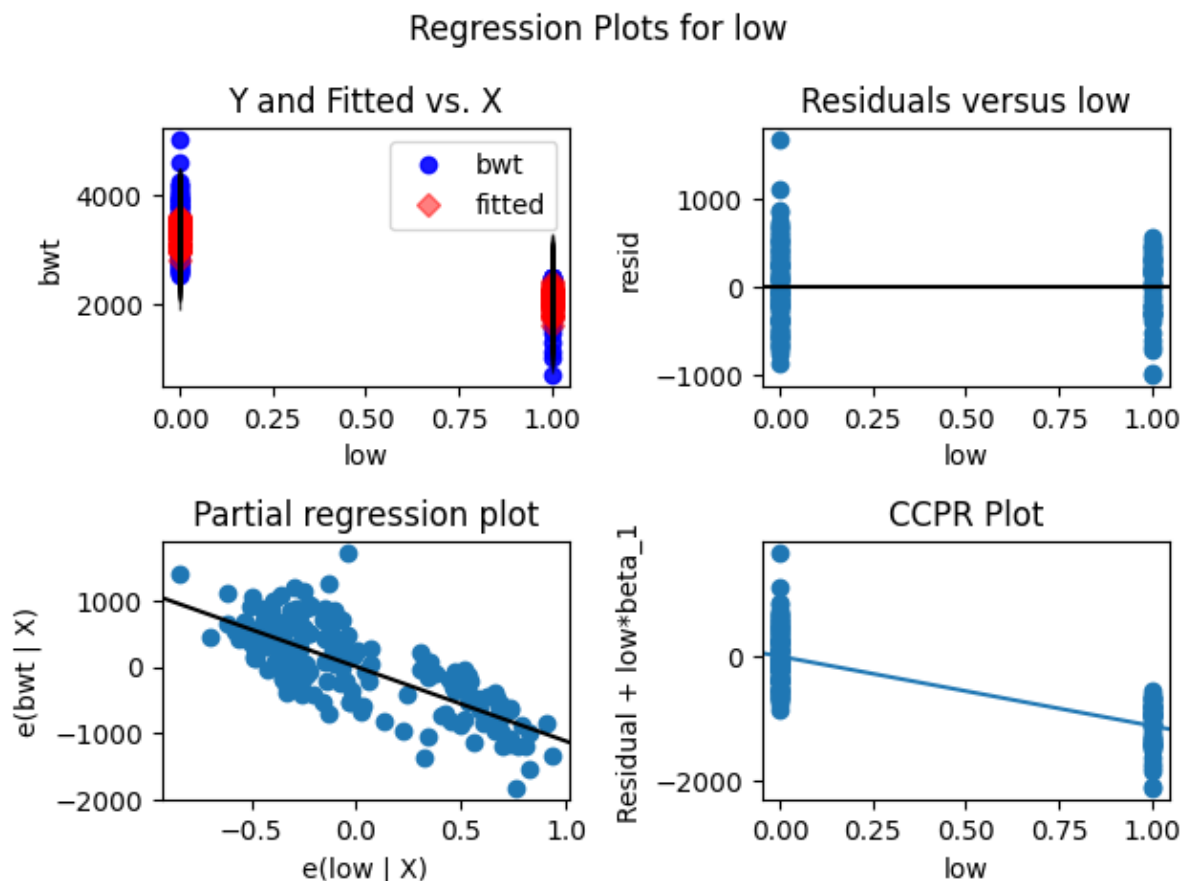 Regression Plots for low
Y and Fitted vs. X
bwt
4000
2000
bwt
fitted
0.00 0.25 0.50 0.75 1.00
low
Residuals versus low
resid
1000
0
−1000
0.00 0.25 0.50 0.75 1.00
low
Partial regression plot
e(bwt | X)
1000
0
−1000
−2000
−0.5 0.0 0.5 1.0
e(low | X)
CCPR Plot
Residual + low*beta_1
0
−2000
0.00 0.25 0.50 0.75 1.00
low